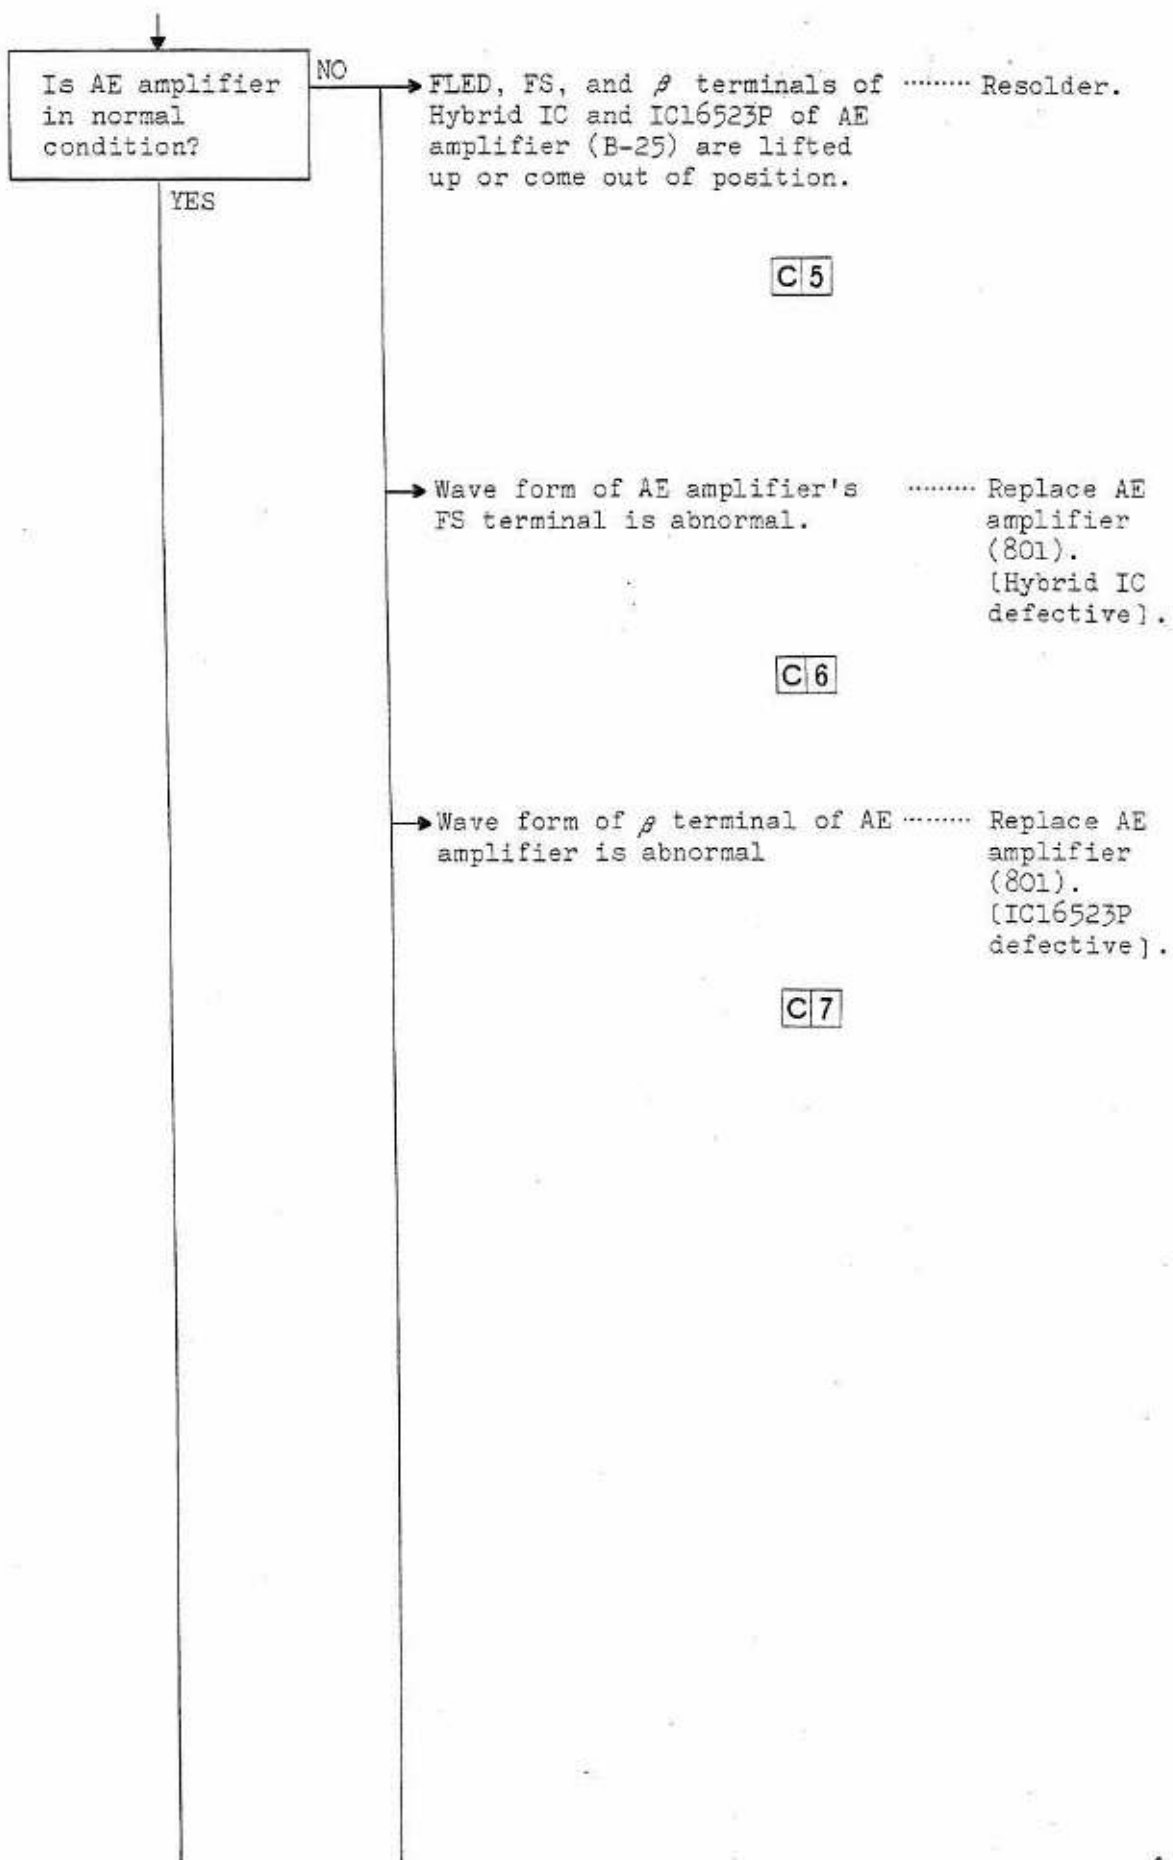 Is AE amplifier
in normal
condition?
NO
YES
FLED, FS, and β terminals of ········ Resolder.
Hybrid IC and IC16523P of AE
amplifier (B-25) are lifted
up or come out of position.
C 5
Wave form of AE amplifier's ········· Replace AE
FS terminal is abnormal. amplifier
(801).
[Hybrid IC
defective].
C 6
Wave form of β terminal of AE ········ Replace AE
amplifier is abnormal amplifier
(801).
[IC16523P
defective].
C 7